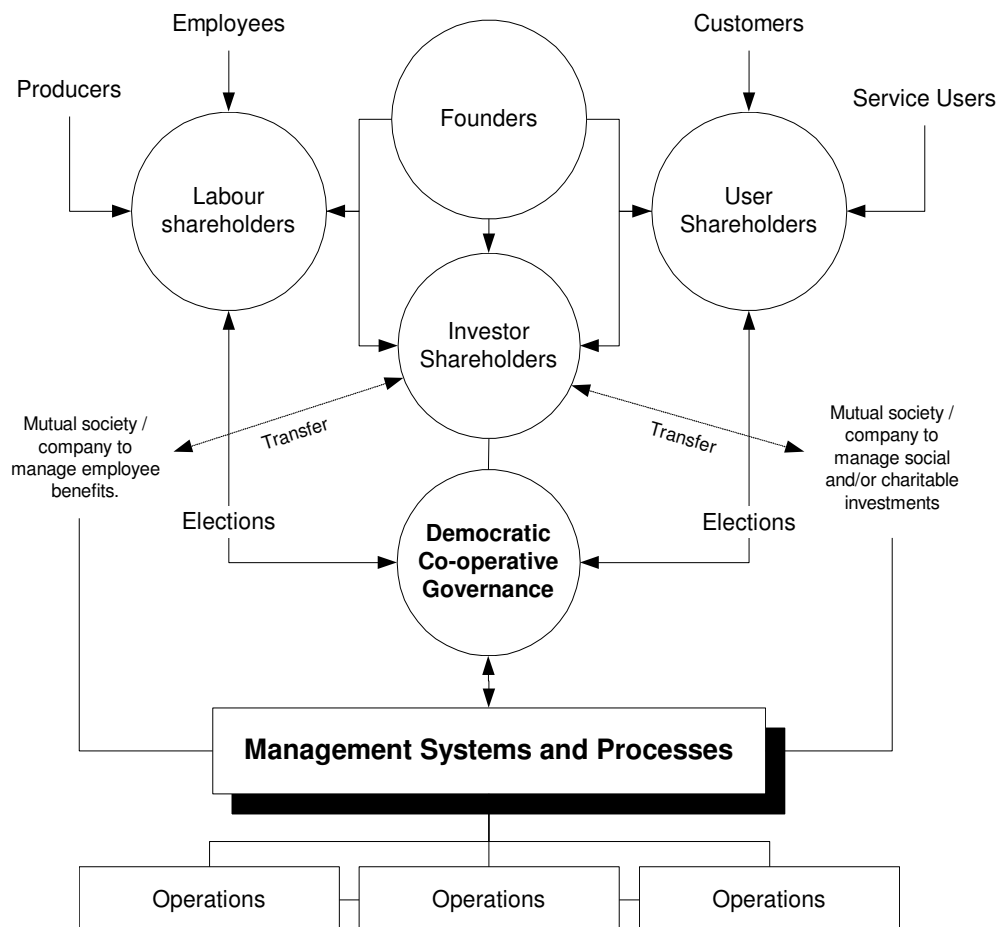 Employees
Customers
Producers
Service Users
Founders
Labour
shareholders
User
Shareholders
Investor
Shareholders
Mutual society /
company to
manage employee
benefits.
Transfer
Transfer
Mutual society /
company to
manage social
and/or charitable
investments
Elections
Elections
Democratic
Co-operative
Governance
Management Systems and Processes
Operations
Operations
Operations